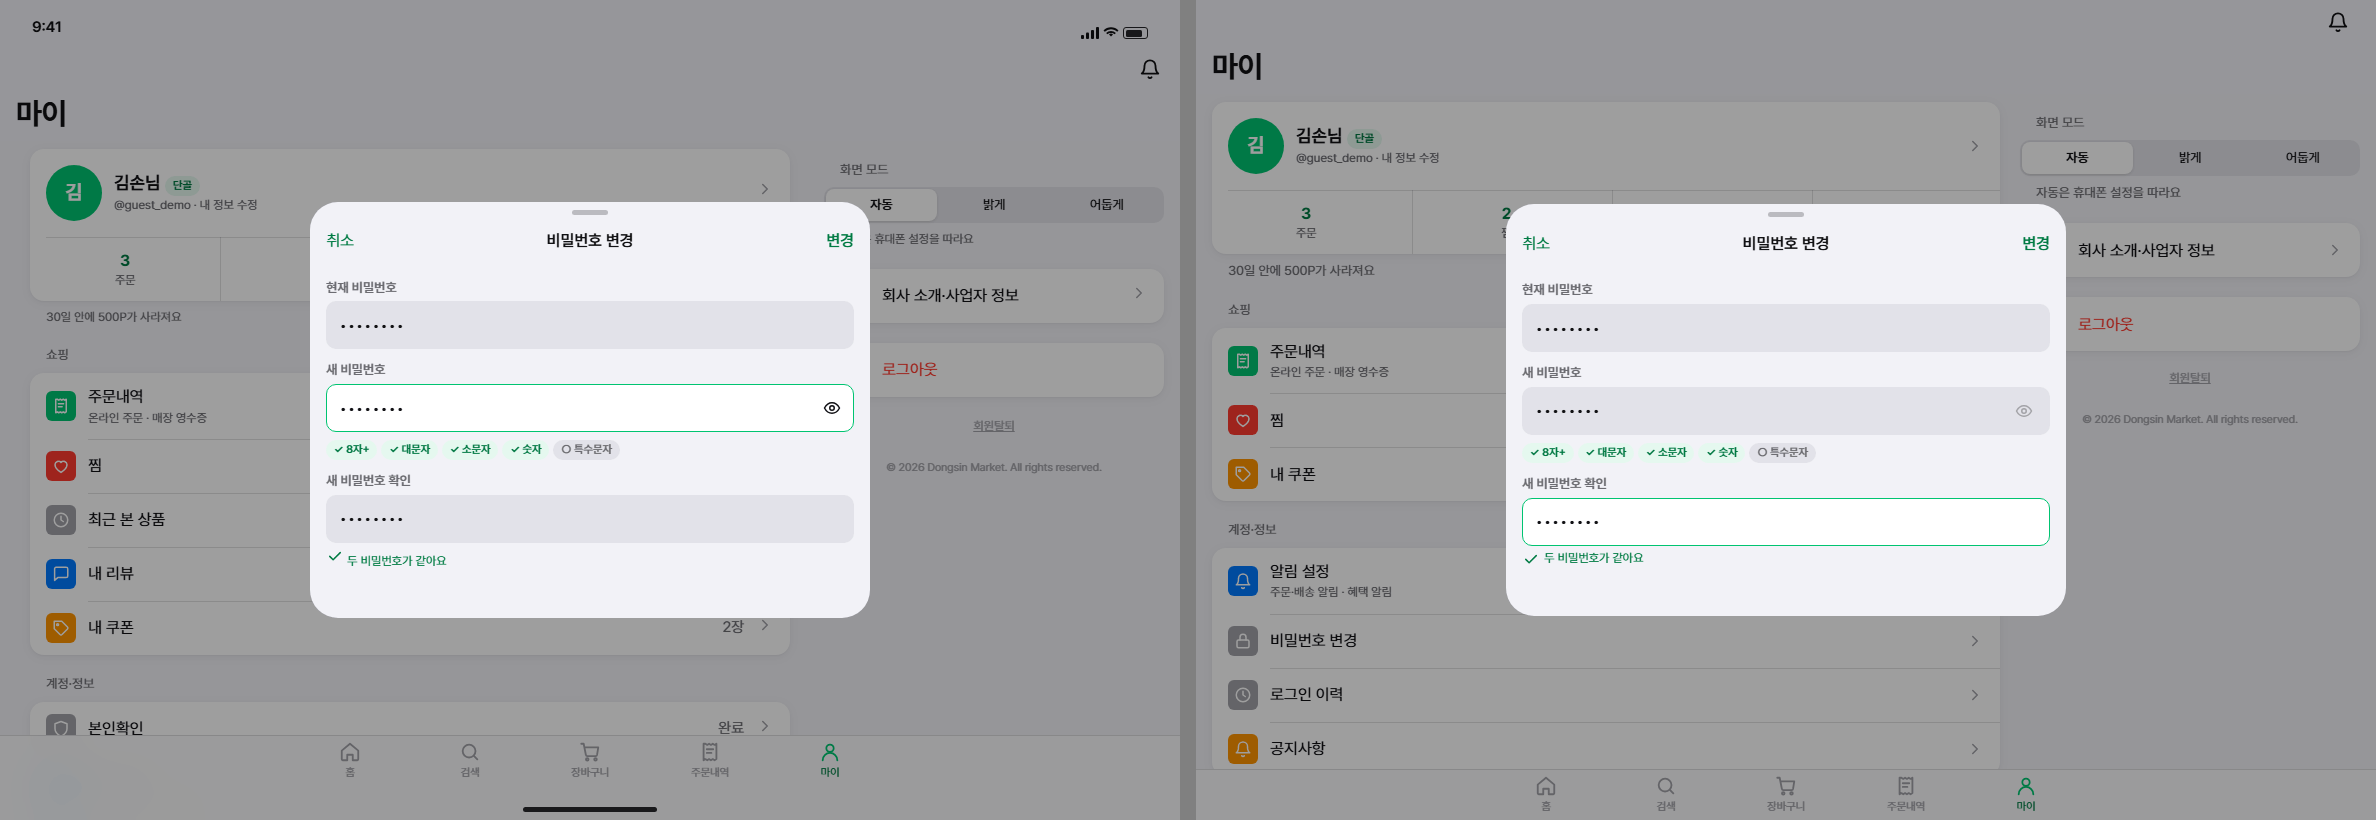 9:41
마이
김
김손님 단골
@guest_demo · 내 정보 수정
3
주문
30일 안에 500P가 사라져요
쇼핑
주문내역
온라인 주문 · 매장 영수증
찜
최근 본 상품
내 리뷰
내 쿠폰
2장
계정·정보
본인확인
완료
화면 모드
자동 밝게 어둡게
휴대폰 설정을 따라요
회사 소개·사업자 정보
로그아웃
회원탈퇴
© 2026 Dongsin Market. All rights reserved.
취소 비밀번호 변경 변경
현재 비밀번호
새 비밀번호
8자+ 대문자 소문자 숫자 특수문자
새 비밀번호 확인
두 비밀번호가 같아요
홈 검색 장바구니 주문내역 마이
마이
김
김손님 단골
@guest_demo · 내 정보 수정
3
주문
2
30일 안에 500P가 사라져요
쇼핑
주문내역
온라인 주문 · 매장 영수증
찜
내 쿠폰
계정·정보
알림 설정
주문·배송 알림 · 혜택 알림
비밀번호 변경
로그인 이력
공지사항
화면 모드
자동 밝게 어둡게
자동은 휴대폰 설정을 따라요
회사 소개·사업자 정보
로그아웃
회원탈퇴
© 2026 Dongsin Market. All rights reserved.
취소 비밀번호 변경 변경
현재 비밀번호
새 비밀번호
8자+ 대문자 소문자 숫자 특수문자
새 비밀번호 확인
두 비밀번호가 같아요
홈 검색 장바구니 주문내역 마이